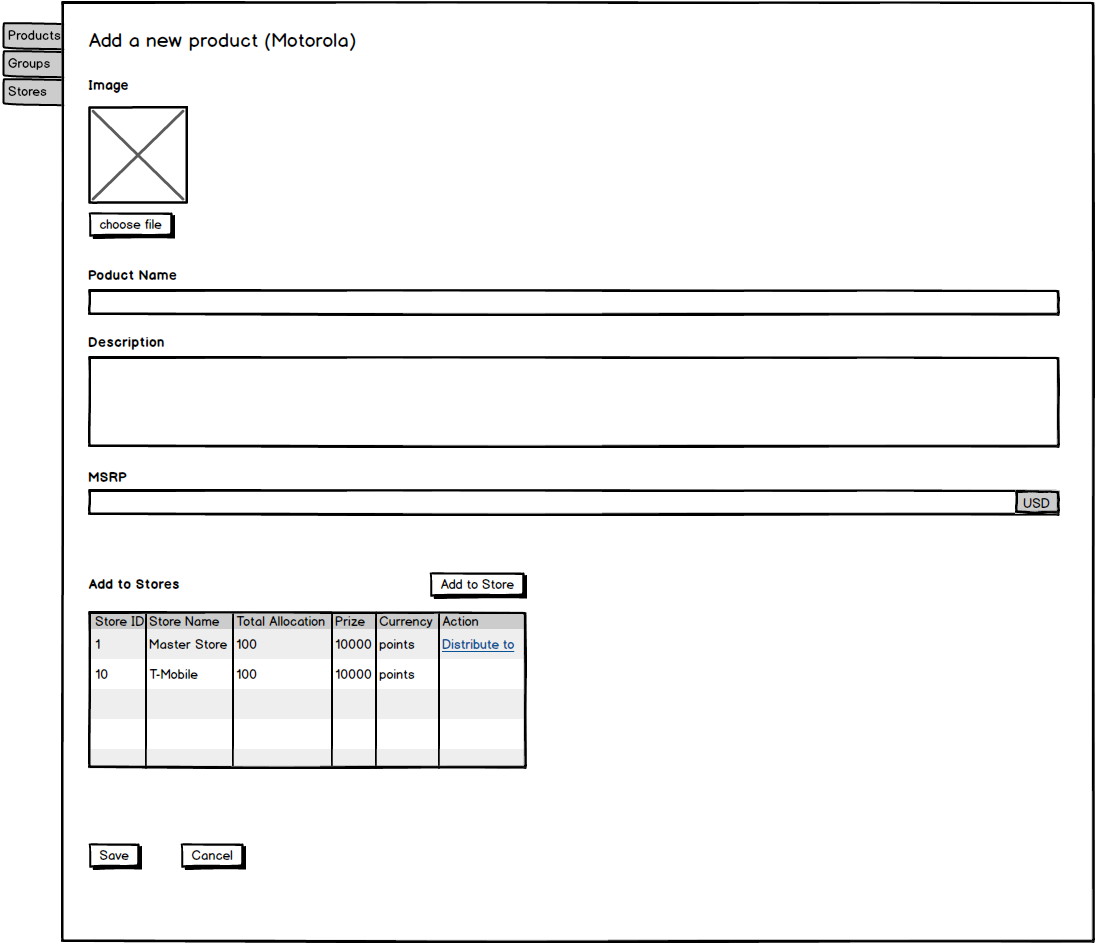 Products
Groups
Stores
Add a new product (Motorola)
Image
choose file
Poduct Name
Description
MSRP
USD
Add to Stores
Add to Store
Store ID Store Name Total Allocation Prize Currency Action
1 Master Store 100 10000 points Distribute to
10 T-Mobile 100 10000 points
Save
Cancel